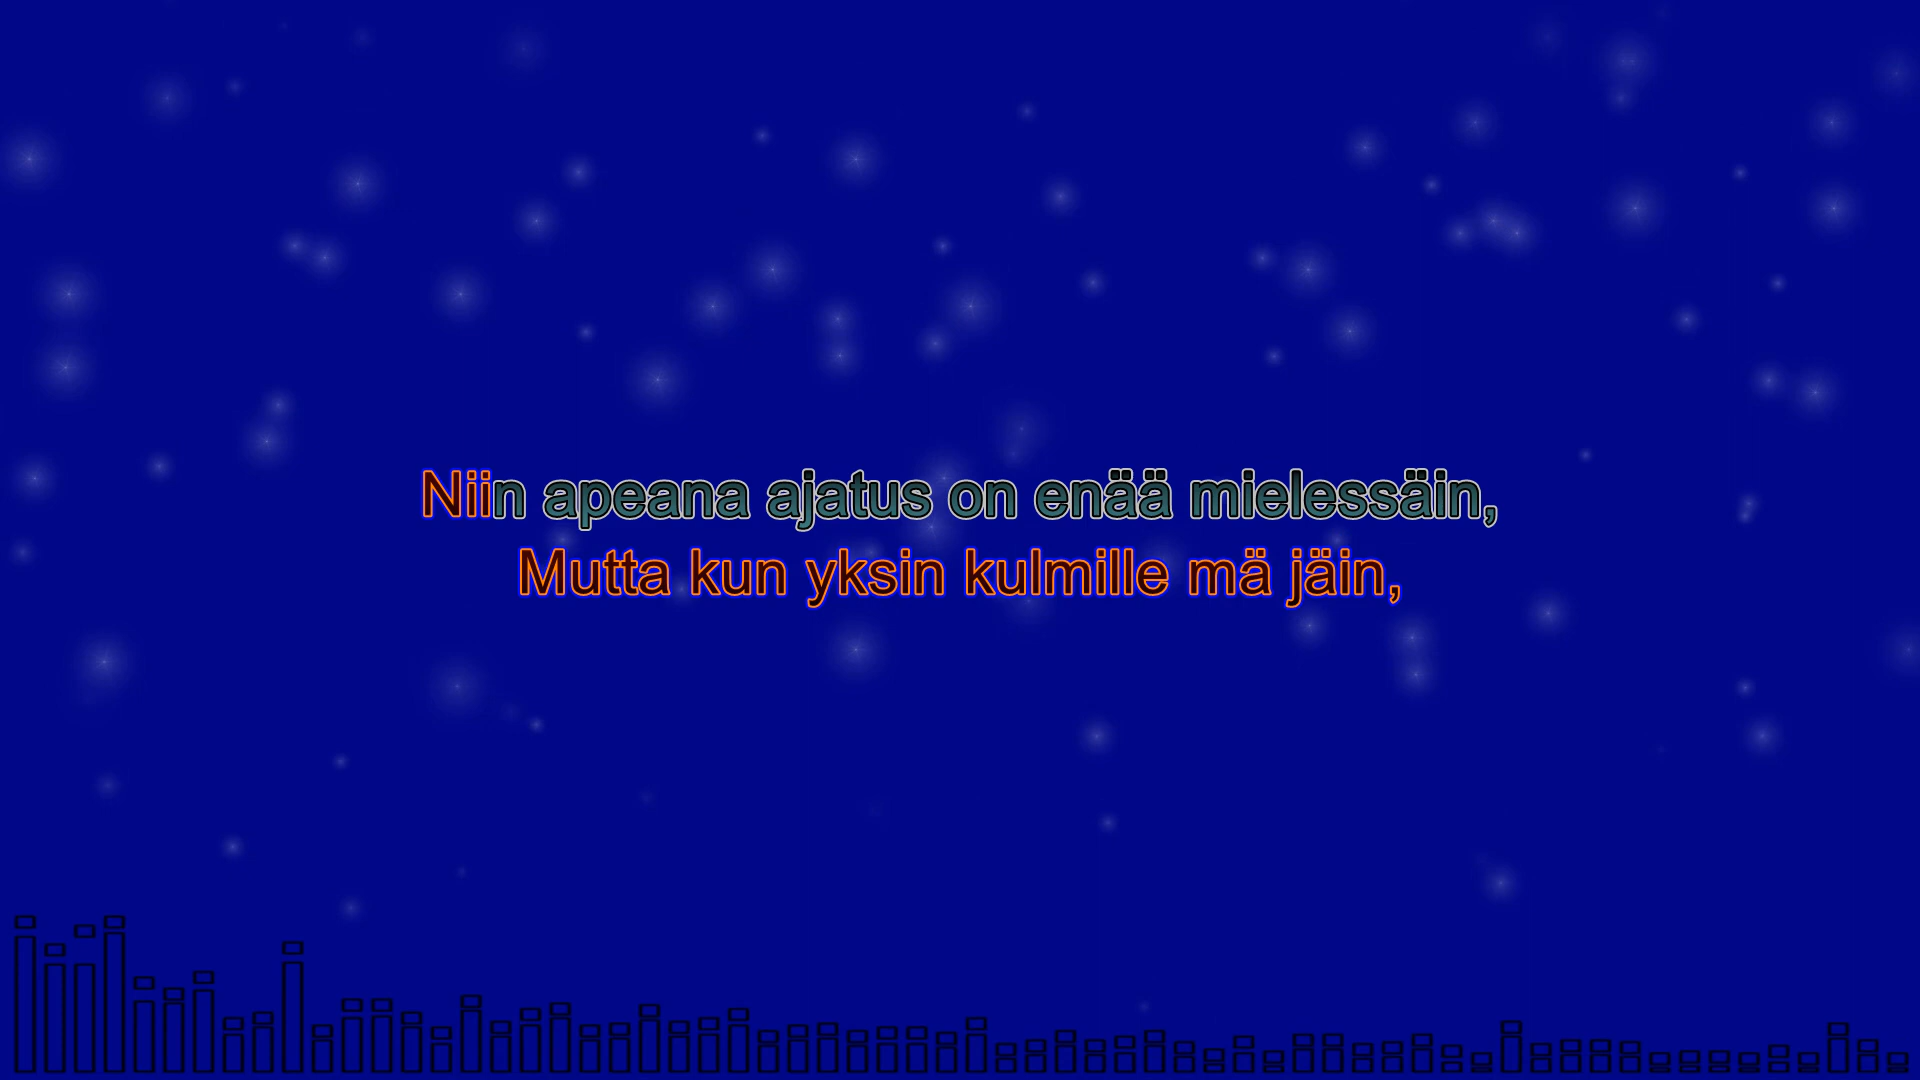 Niin apeana ajatus on enää mielessäin,
Mutta kun yksin kulmille mä jäin,